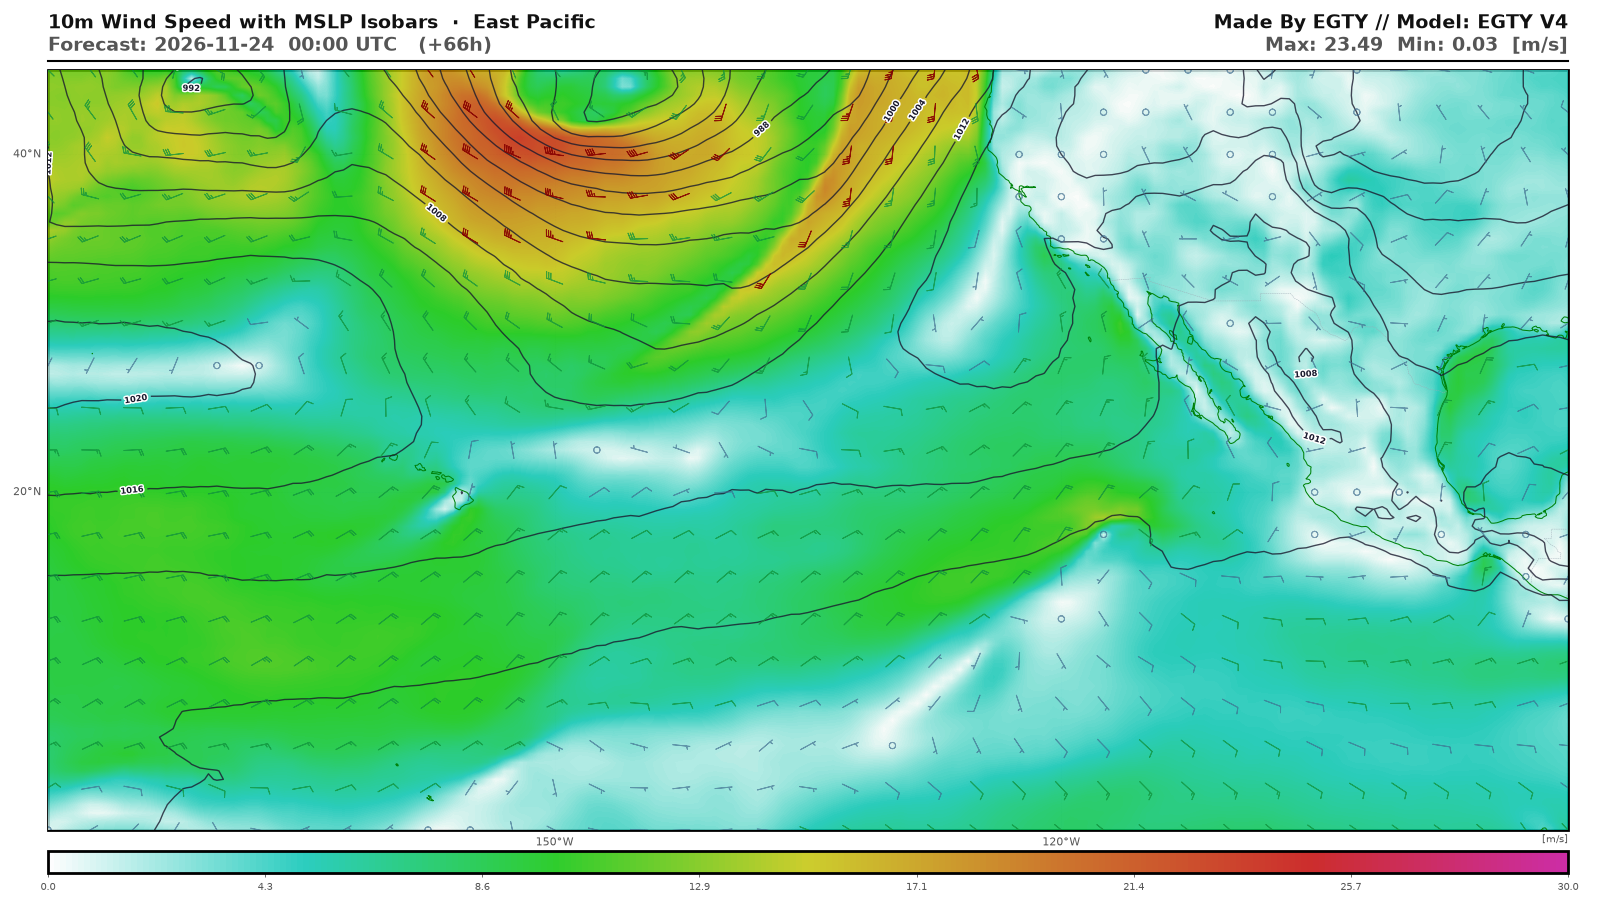 10m Wind Speed with MSLP Isobars · East Pacific
Made By EGTY // Model: EGTY V4
Forecast: 2026-11-24 00:00 UTC (+66h)
Max: 23.49 Min: 0.03 [m/s]
992
988
1000
1004
1012
40°N
1012
1008
1008
1020
1012
20°N
1016
150°W
120°W
[m/s]
0.0
4.3
8.6
12.9
17.1
21.4
25.7
30.0